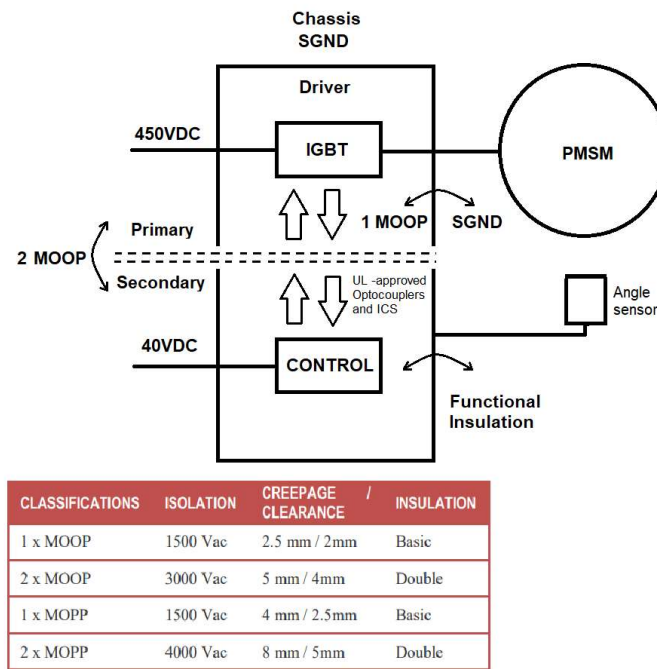 Chassis
SGND
Driver
450VDC
IGBT
PMSM
1 MOOP
SGND
Primary
2 MOOP
Secondary
UL -approved
Optocouplers
and ICS
Angle
sensor
40VDC
CONTROL
Functional
Insulation
CLASSIFICATIONS ISOLATION CREEPAGE / CLEARANCE INSULATION
1 x MOOP 1500 Vac 2.5 mm / 2mm Basic
2 x MOOP 3000 Vac 5 mm / 4mm Double
1 x MOPP 1500 Vac 4 mm / 2.5mm Basic
2 x MOPP 4000 Vac 8 mm / 5mm Double